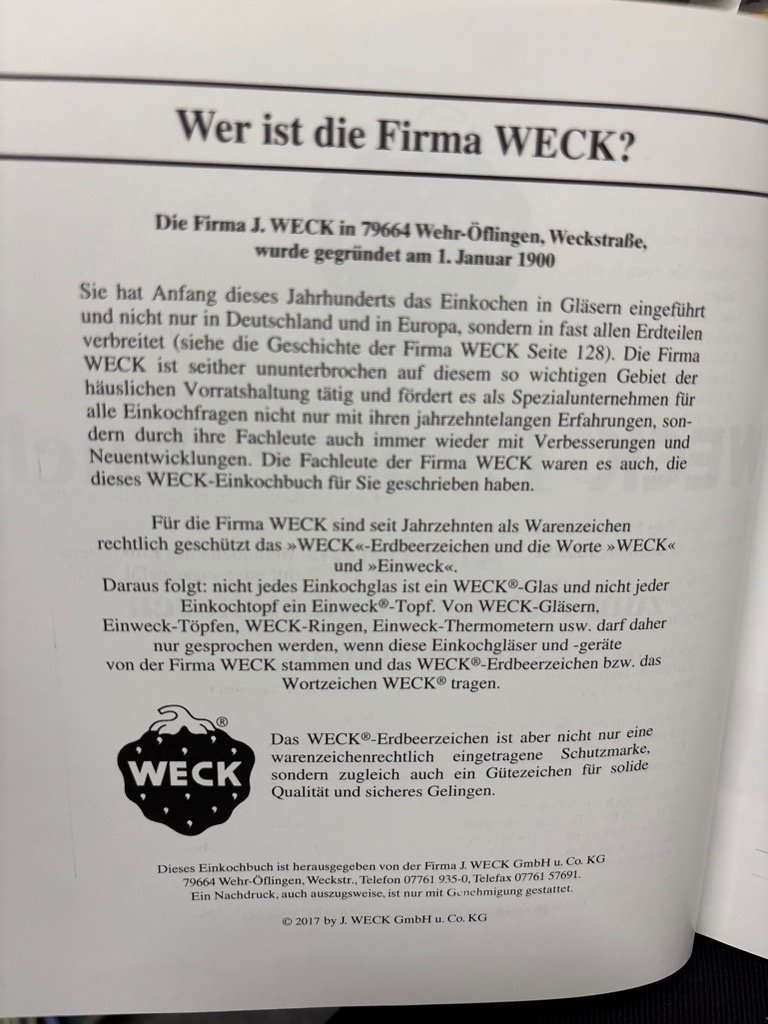 Wer ist die Firma WECK?
Die Firma J. WECK in 79664 Wehr-Öflingen, Weckstraße,
wurde gegründet am 1. Januar 1900
Sie hat Anfang dieses Jahrhunderts das Einkochen in Gläsern eingeführt
und nicht nur in Deutschland und in Europa, sondern in fast allen Erdteilen
verbreitet (siehe die Geschichte der Firma WECK Seite 128). Die Firma
WECK ist seither ununterbrochen auf diesem so wichtigen Gebiet der
häuslichen Vorratshaltung tätig und fördert es als Spezialunternehmen für
alle Einkochfragen nicht nur mit ihren jahrzehntelangen Erfahrungen, son-
dern durch ihre Fachleute auch immer wieder mit Verbesserungen und
Neuentwicklungen. Die Fachleute der Firma WECK waren es auch, die
dieses WECK-Einkochbuch für Sie geschrieben haben.
Für die Firma WECK sind seit Jahrzehnten als Warenzeichen
rechtlich geschützt das »WECK«-Erdbeerzeichen und die Worte »WECK«
und »Einweck«.
Daraus folgt: nicht jedes Einkochglas ist ein WECK®-Glas und nicht jeder
Einkochtopf ein Einweck®-Topf. Von WECK-Gläsern,
Einweck-Töpfen, WECK-Ringen, Einweck-Thermometern usw. darf daher
nur gesprochen werden, wenn diese Einkochgläser und -geräte
von der Firma WECK stammen und das WECK®-Erdbeerzeichen bzw. das
Wortzeichen WECK® tragen.
WECK ®
Das WECK®-Erdbeerzeichen ist aber nicht nur eine
warenzeichenrechtlich eingetragene Schutzmarke,
sondern zugleich auch ein Gütezeichen für solide
Qualität und sicheres Gelingen.
Dieses Einkochbuch ist herausgegeben von der Firma J. WECK GmbH u. Co. KG
79664 Wehr-Öflingen, Weckstr., Telefon 07761 935-0, Telefax 07761 57691.
Ein Nachdruck, auch auszugsweise, ist nur mit Genehmigung gestattet.
© 2017 by J. WECK GmbH u. Co. KG